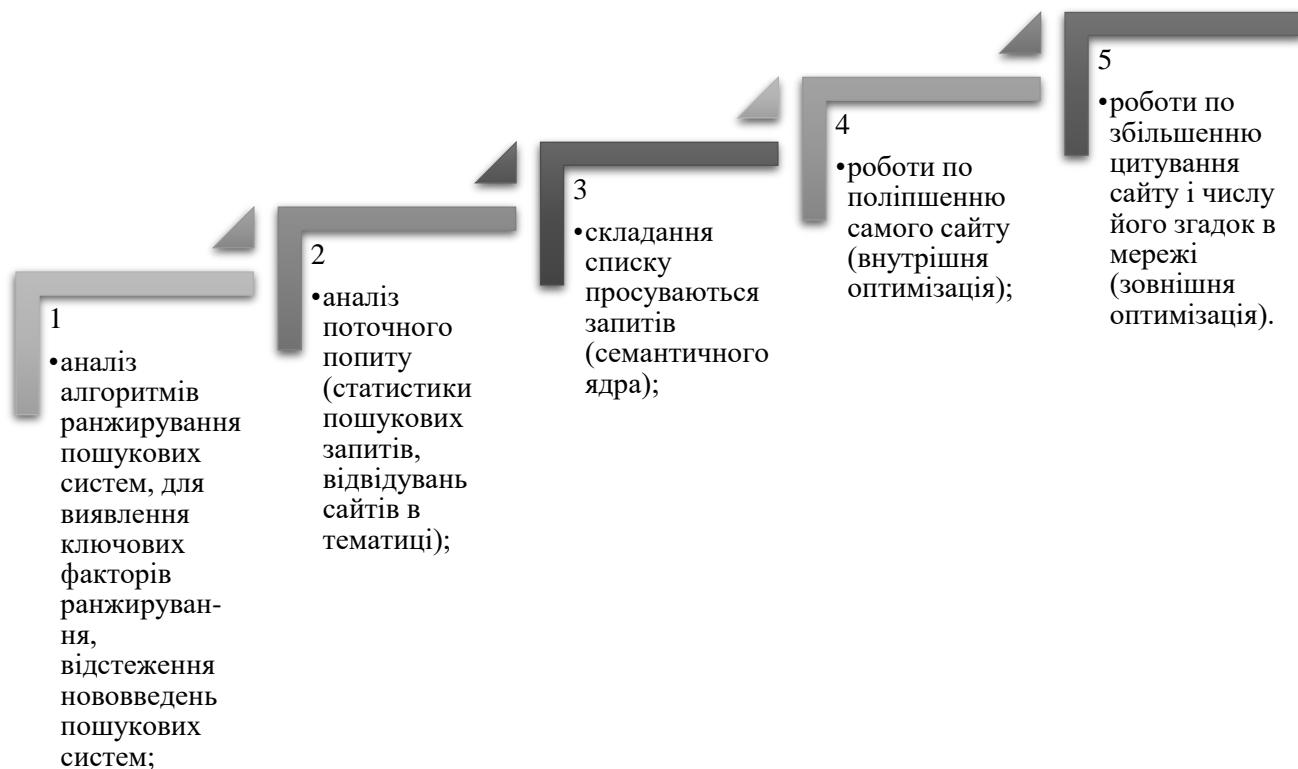 1
•аналіз
алгоритмів
ранжирування
пошукових
систем, для
виявлення
ключових
факторів
ранжируван-
ня,
відстеження
нововведень
пошукових
систем;
2
•аналіз
поточного
попиту
(статистики
пошукових
запитів,
відвідувань
сайтів в
тематиці);
3
•складання
списку
просуваються
запитів
(семантичного
ядра);
4
•роботи по
поліпшенню
самого сайту
(внутрішня
оптимізація);
5
•роботи по
збільшенню
цитування
сайту і числу
його згадок в
мережі
(зовнішня
оптимізація).